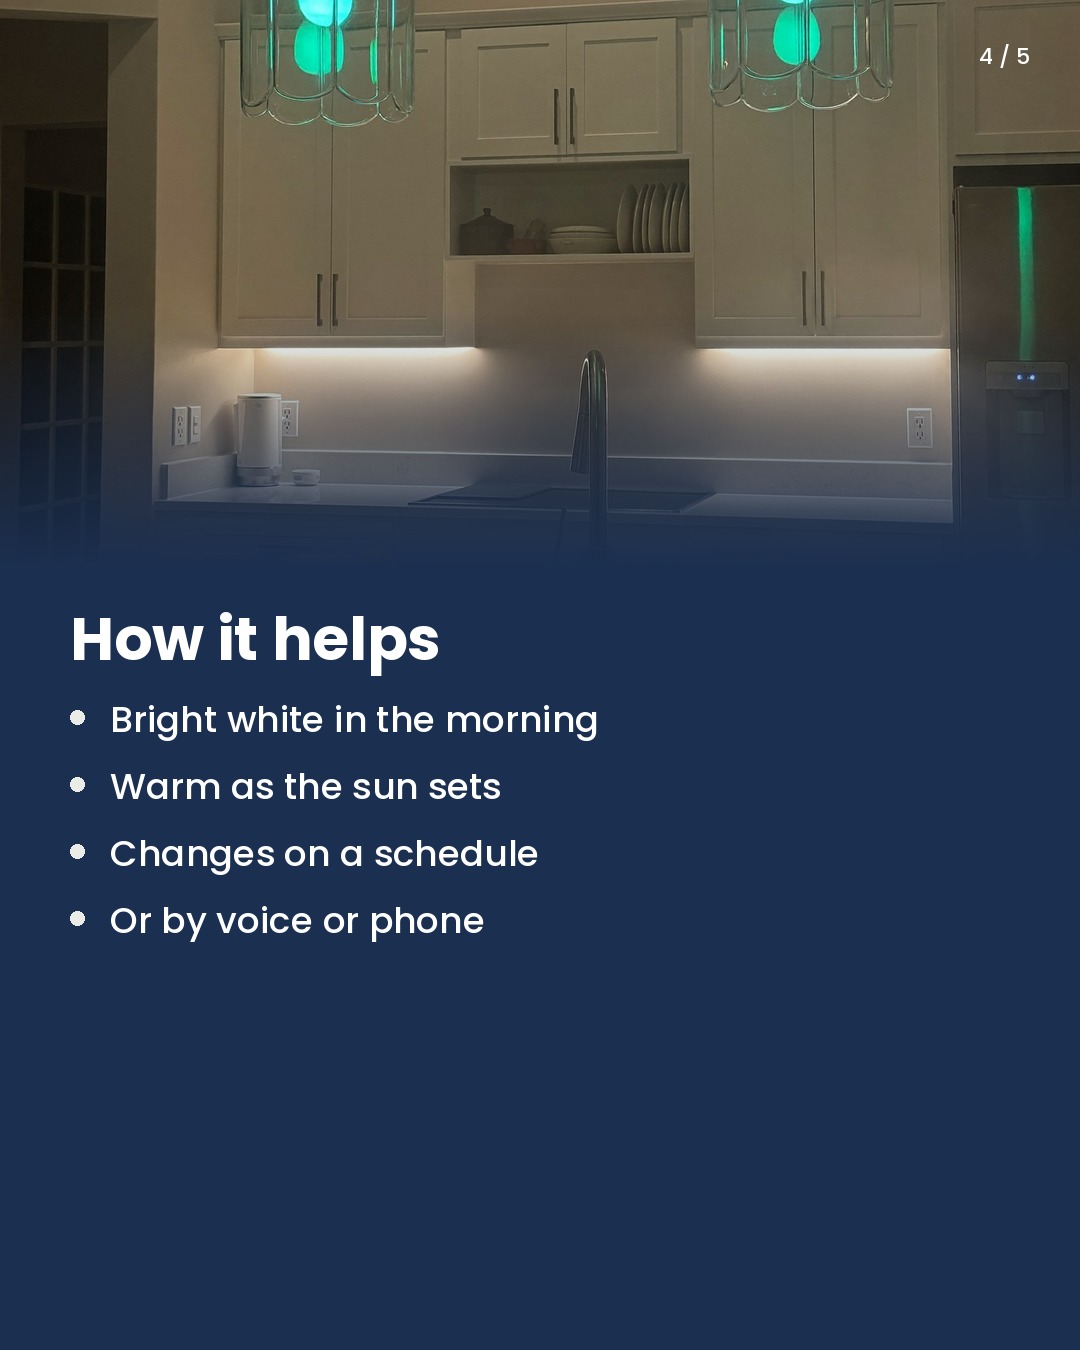 4 / 5
How it helps
Bright white in the morning
Warm as the sun sets
Changes on a schedule
Or by voice or phone